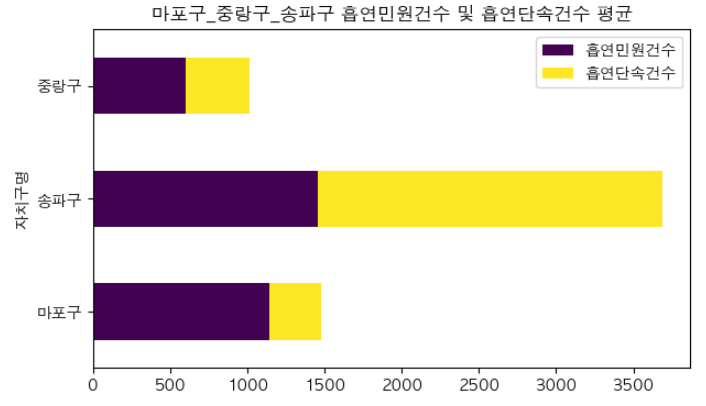 마포구_중랑구_송파구 흡연민원건수 및 흡연단속건수 평균
흡연민원건수
흡연단속건수
중랑구
송파구
마포구
자치구명
0 500 1000 1500 2000 2500 3000 3500